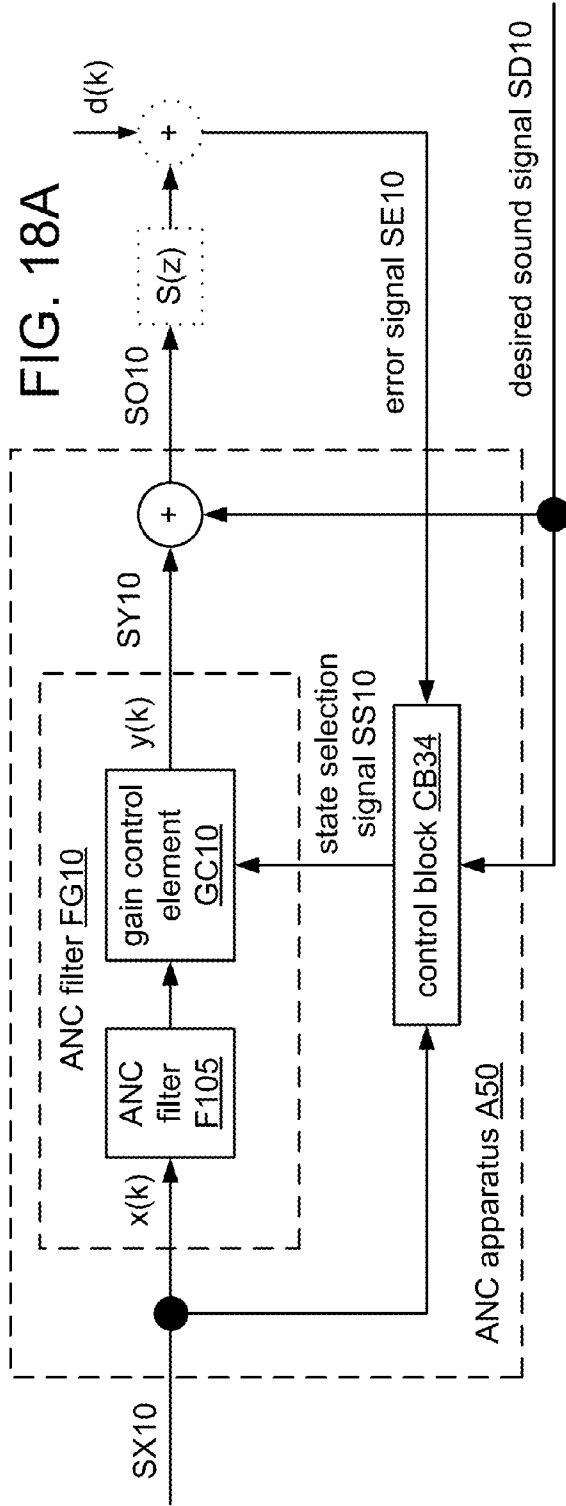 FIG. 18A
SX10
x(k)
ANC
filter
F105
gain control
element
GC10
ANC filter FG10
y(k)
SY10
SO10
S(z)
d(k)
+
+
state selection
signal SS10
control block CB34
error signal SE10
desired sound signal SD10
ANC apparatus A50